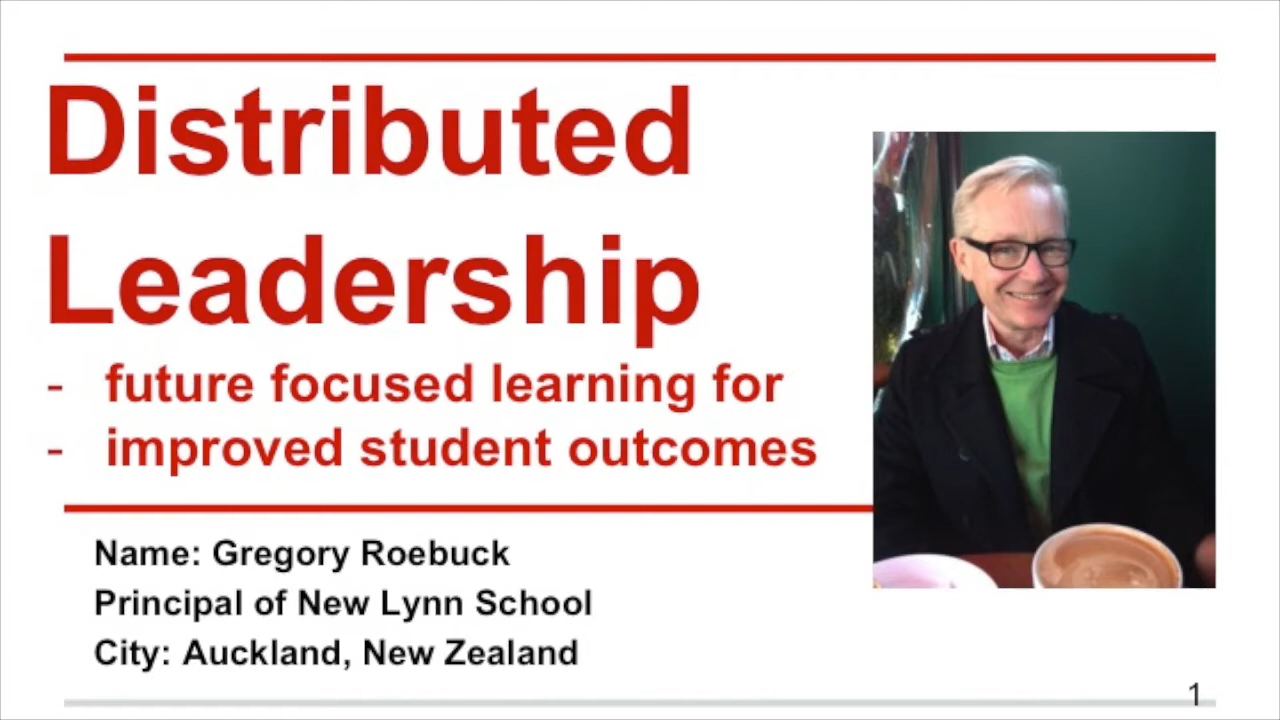 Distributed
Leadership
- future focused learning for
- improved student outcomes
Name: Gregory Roebuck
Principal of New Lynn School
City: Auckland, New Zealand
1